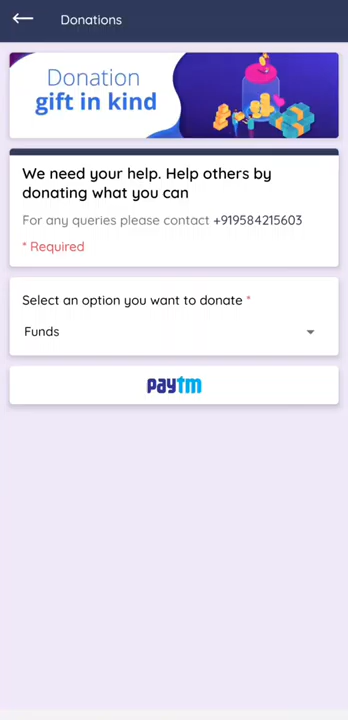 Donations
Donation
gift in kind
We need your help. Help others by
donating what you can
For any queries please contact +919584215603
* Required
Select an option you want to donate *
Funds
paytm